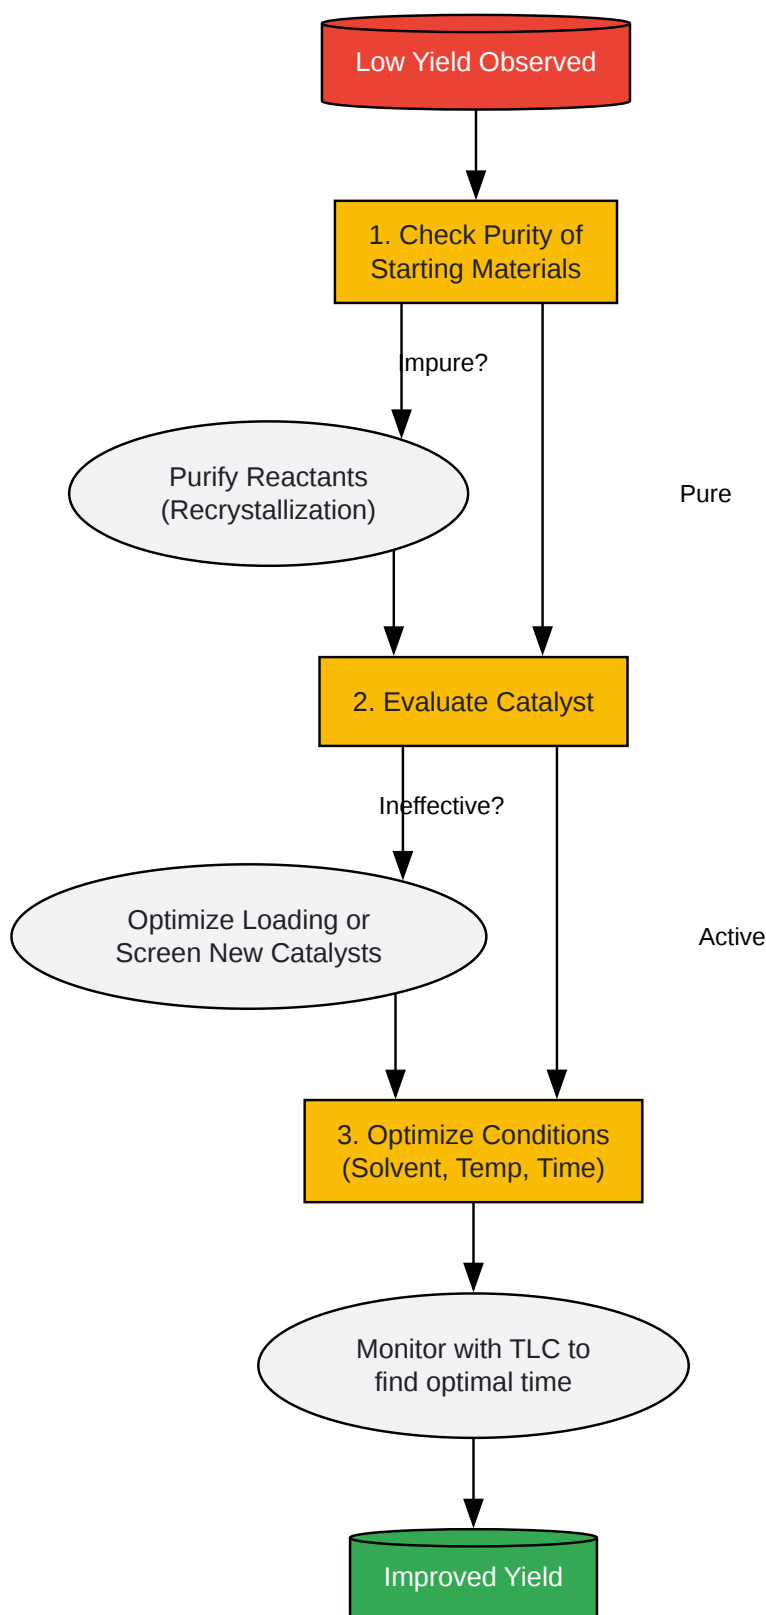 Low Yield Observed
1. Check Purity of
Starting Materials
Impure?
Purify Reactants
(Recrystallization)
Pure
2. Evaluate Catalyst
Ineffective?
Optimize Loading or
Screen New Catalysts
Active
3. Optimize Conditions
(Solvent, Temp, Time)
Monitor with TLC to
find optimal time
Improved Yield